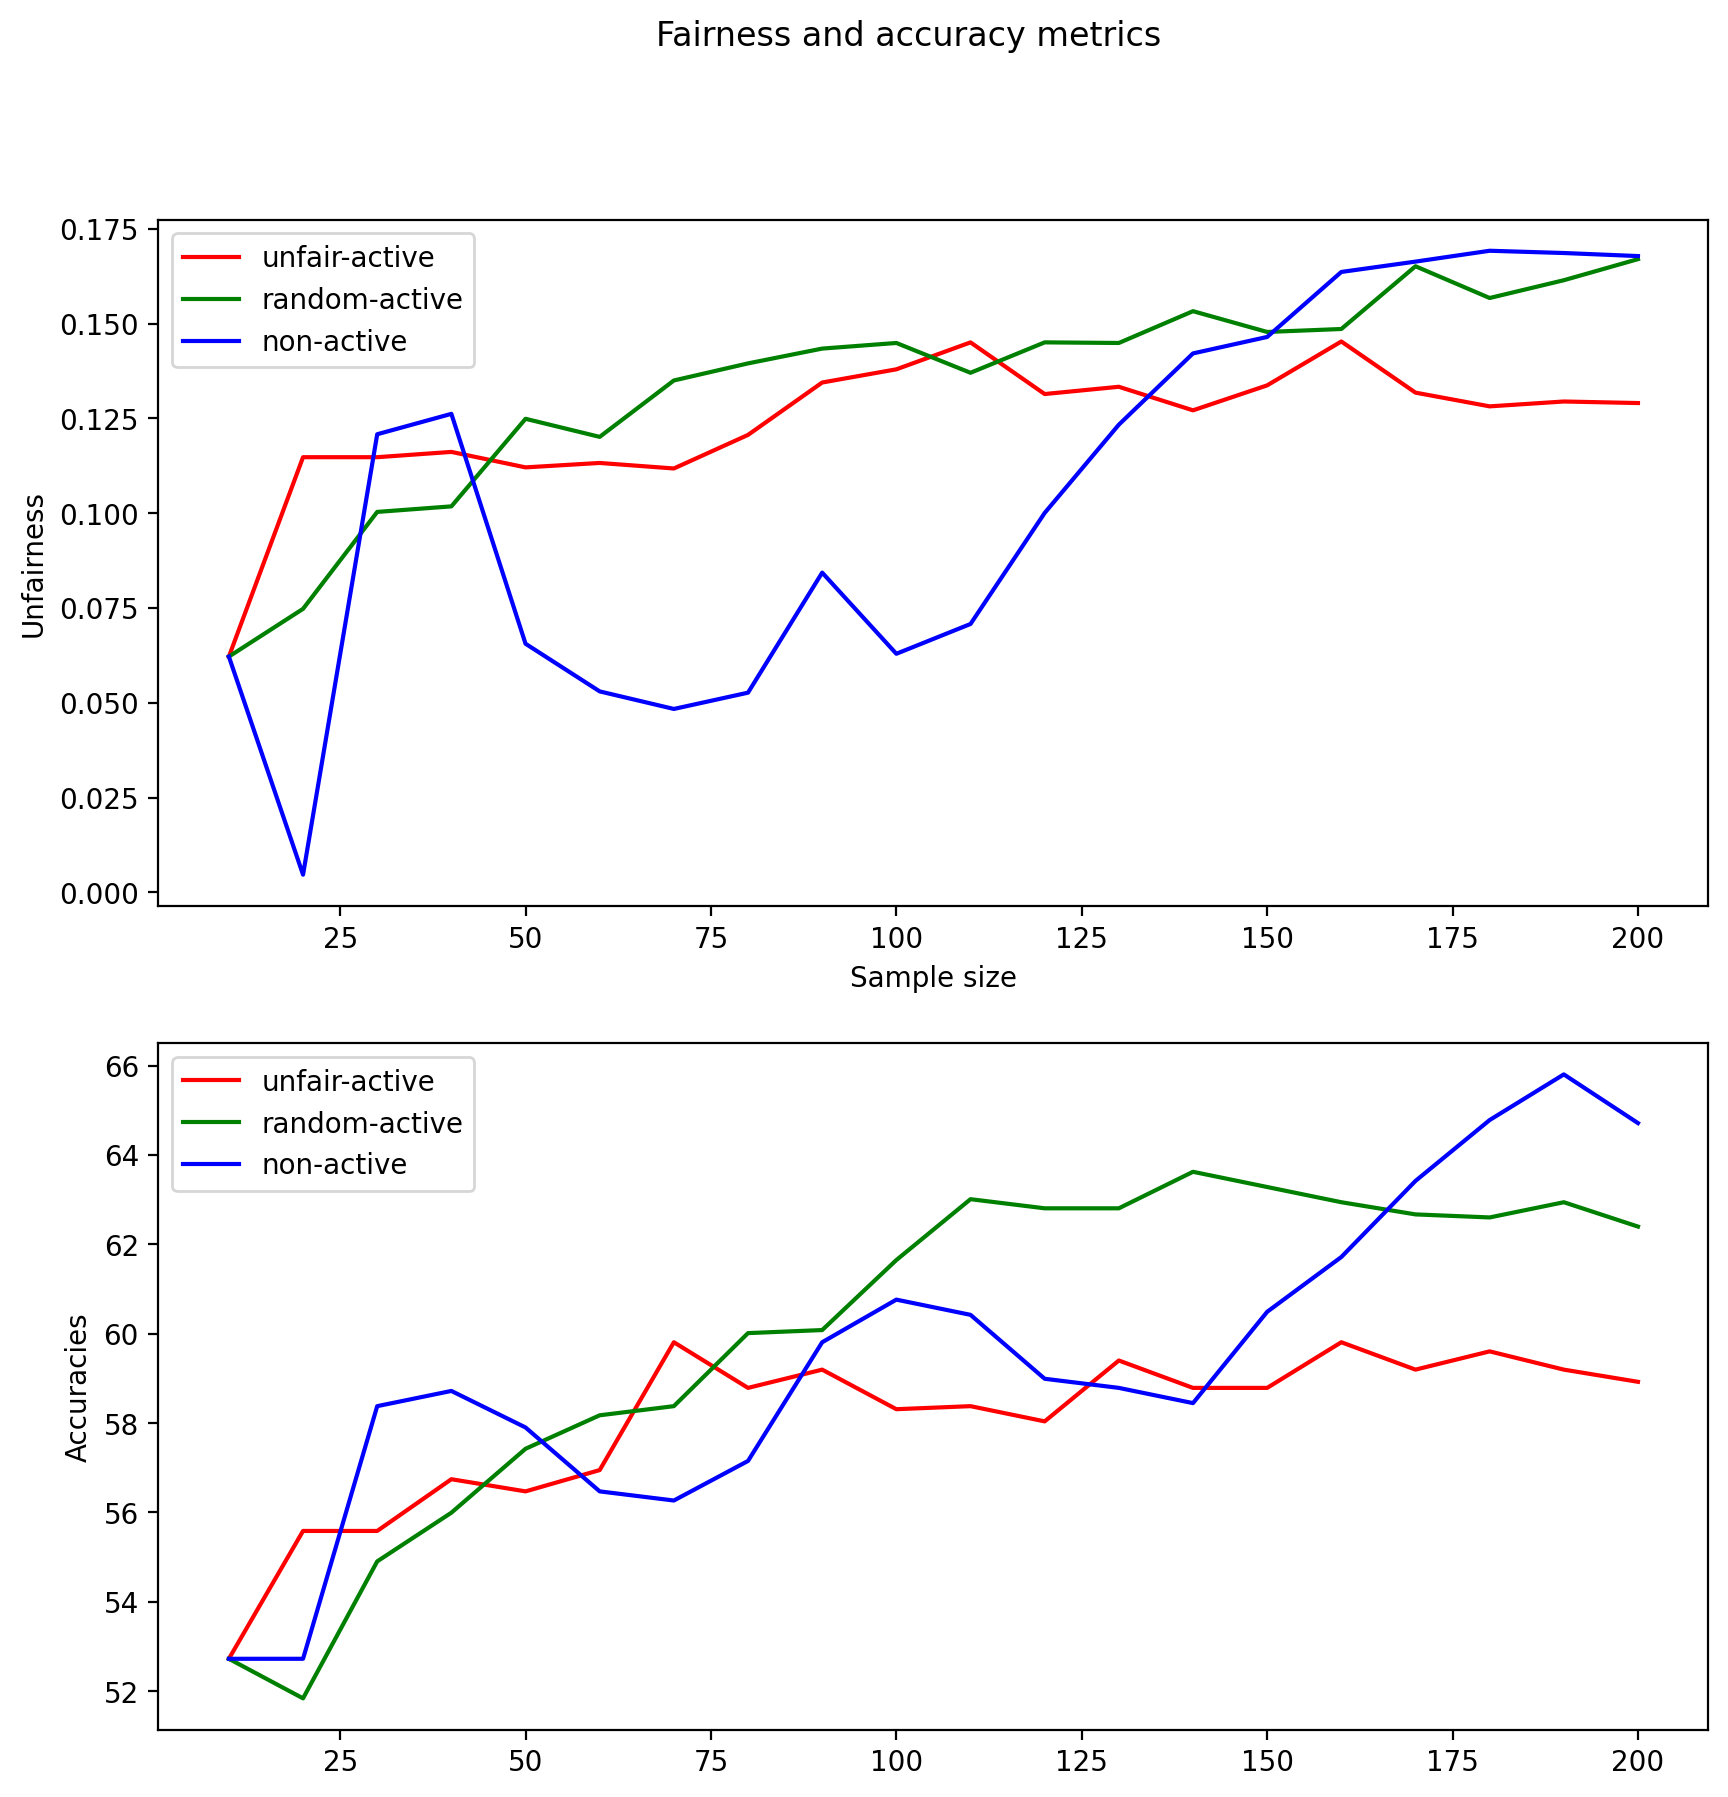 Fairness and accuracy metrics
0.175
0.150
0.125
0.100
0.075
0.050
0.025
0.000
Unfairness
unfair-active
random-active
non-active
25 50 75 100 125 150 175 200
Sample size
66
64
62
60
58
56
54
52
Accuracies
unfair-active
random-active
non-active
25 50 75 100 125 150 175 200